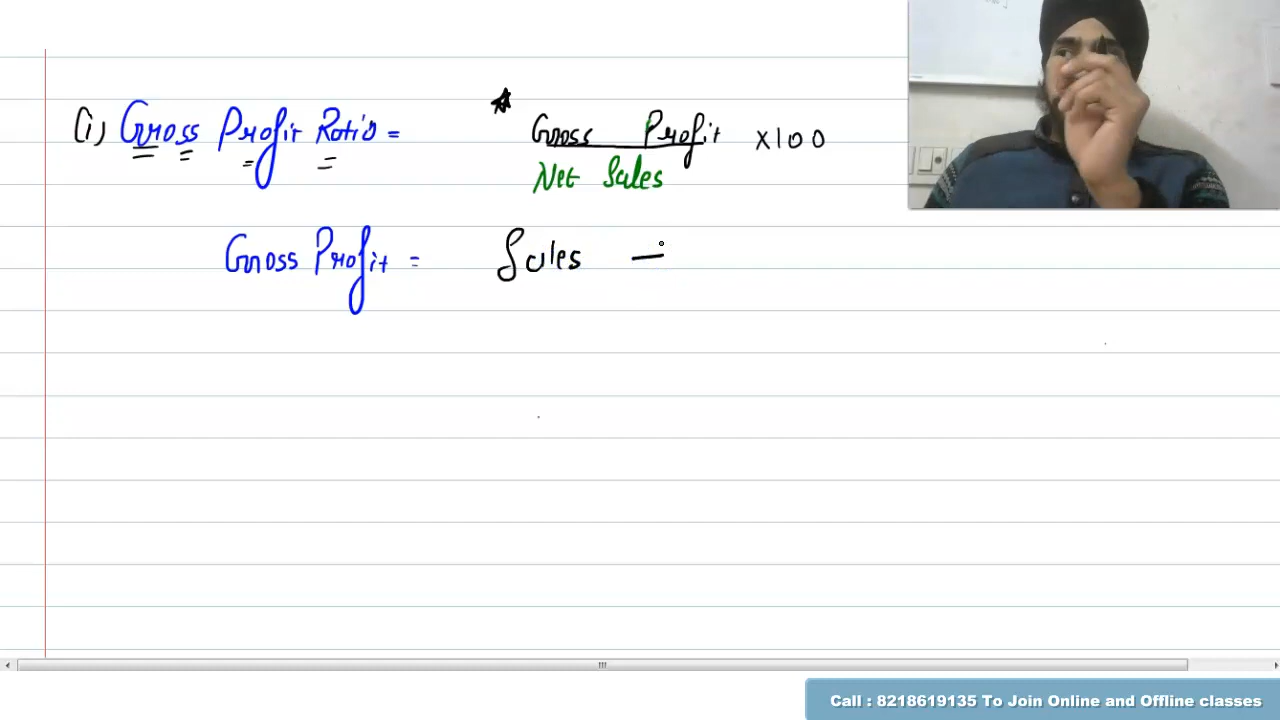 (i) Gross Profit Ratio = Gross Profit x100
Net Sales
Gross Profit = Sales —
Call : 8218619135 To Join Online and Offline classes